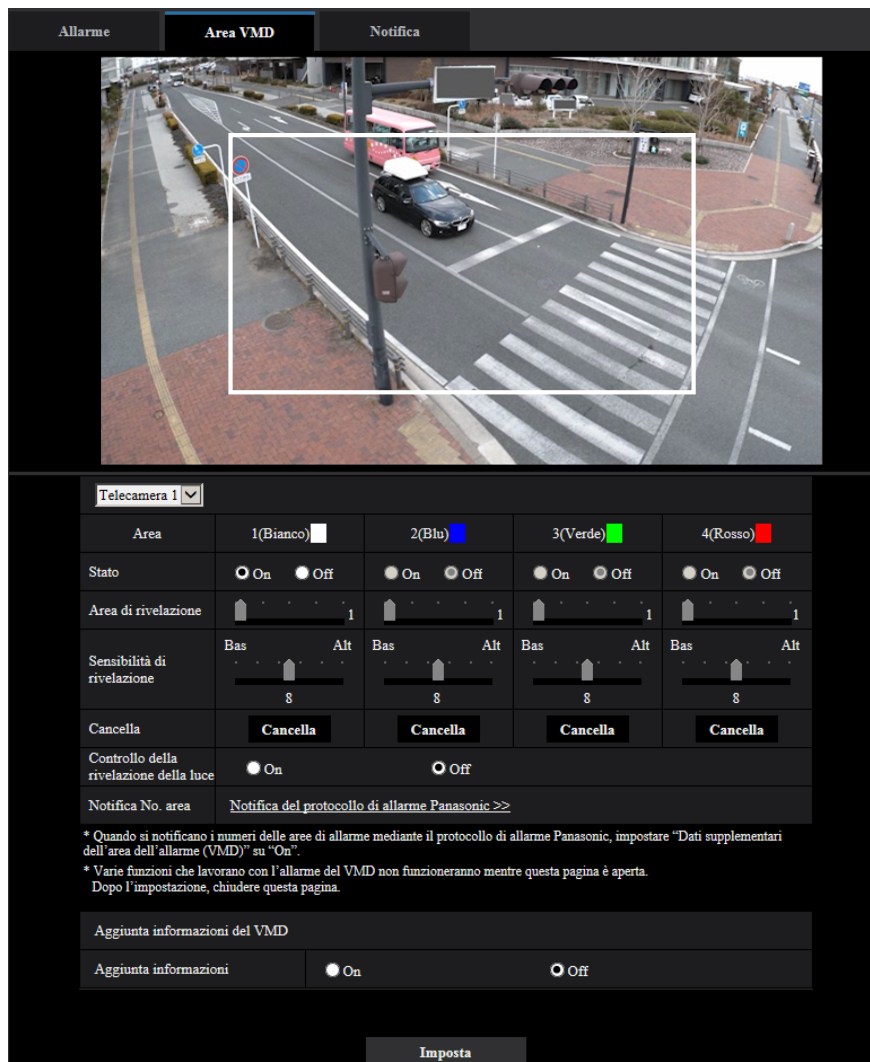 Allarme Area VMD Notifica
Telecamera 1
Area 1(Bianco) 2(Blu) 3(Verde) 4(Rosso)
Stato On Off On Off On Off On Off
Area di rivelazione 1 1 1 1
Bas Alt Bas Alt Bas Alt Bas Alt
Sensibilità di
rivelazione
8 8 8 8
Cancella Cancella Cancella Cancella Cancella
Controllo della
rivelazione della luce On Off
Notifica No. area Notifica del protocollo di allarme Panasonic >>
* Quando si notificano i numeri delle aree di allarme mediante il protocollo di allarme Panasonic, impostare “Dati supplementari
dell’area dell’allarme (VMD)” su “On”.
* Varie funzioni che lavorano con l’allarme del VMD non funzioneranno mentre questa pagina è aperta.
Dopo l’impostazione, chiudere questa pagina.
Aggiunta informazioni del VMD
Aggiunta informazioni On Off
Imposta